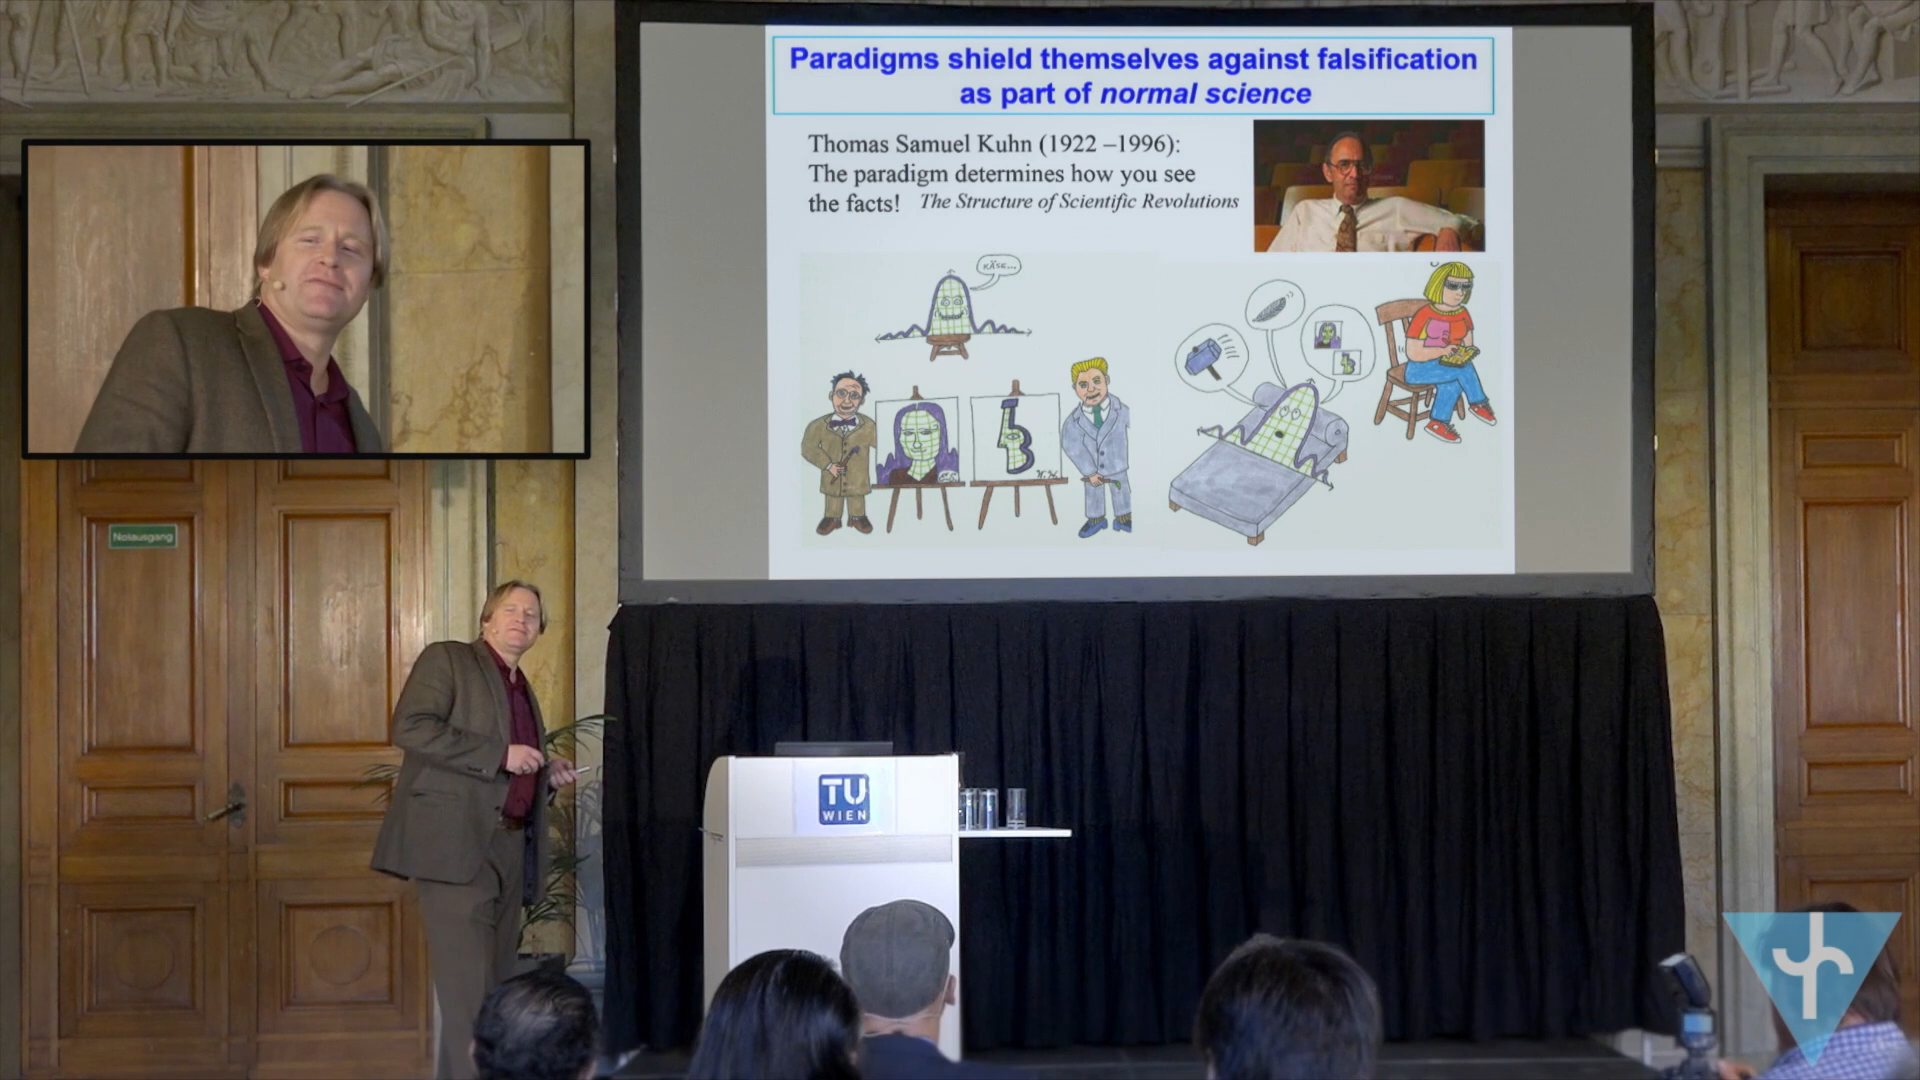 Paradigms shield themselves against falsification
as part of normal science
Thomas Samuel Kuhn (1922 –1996):
The paradigm determines how you see
the facts! The Structure of Scientific Revolutions
KÄSE...
Notausgang
TU
WIEN